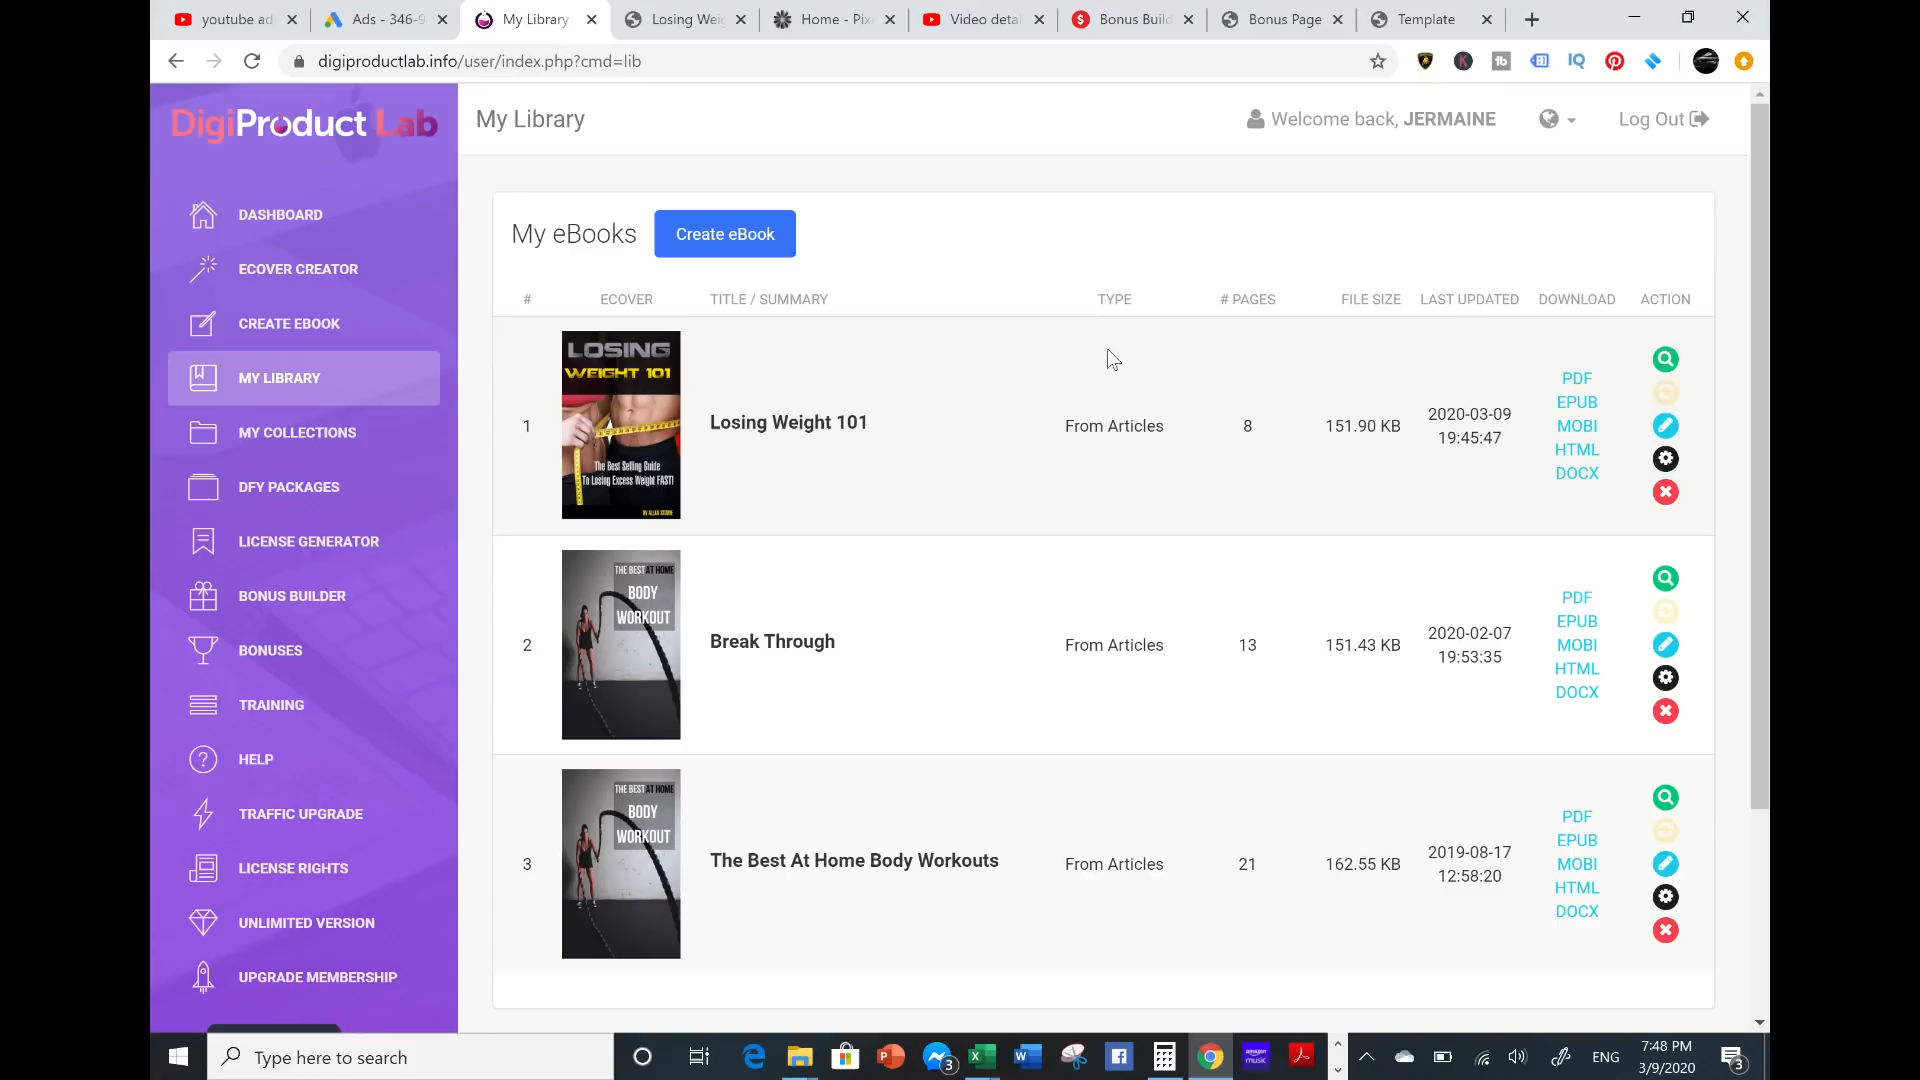 youtube ad
Ads - 346-9
My Library
Losing Wei
Home - Pix
Video detai
Bonus Build
Bonus Page
Template
digiproductlab.info/user/index.php?cmd=lib
DigiProduct Lab
My Library
Welcome back, JERMAINE
Log Out
DASHBOARD
ECOVER CREATOR
CREATE EBOOK
MY LIBRARY
MY COLLECTIONS
DFY PACKAGES
LICENSE GENERATOR
BONUS BUILDER
BONUSES
TRAINING
HELP
TRAFFIC UPGRADE
LICENSE RIGHTS
UNLIMITED VERSION
UPGRADE MEMBERSHIP
My eBooks
Create eBook
# ECOVER TITLE / SUMMARY TYPE # PAGES FILE SIZE LAST UPDATED DOWNLOAD ACTION
1
LOSING
WEIGHT 101
The Best Selling Guide
To Losing Excess Weight FAST!
Losing Weight 101
From Articles
8
151.90 KB
2020-03-09
19:45:47
PDF
EPUB
MOBI
HTML
DOCX
2
THE BEST AT HOME
BODY
WORKOUT
Break Through
From Articles
13
151.43 KB
2020-02-07
19:53:35
PDF
EPUB
MOBI
HTML
DOCX
3
THE BEST AT HOME
BODY
WORKOUT
The Best At Home Body Workouts
From Articles
21
162.55 KB
2019-08-17
12:58:20
PDF
EPUB
MOBI
HTML
DOCX
Type here to search
3
amazon
music
ENG
7:48 PM
3/9/2020
3